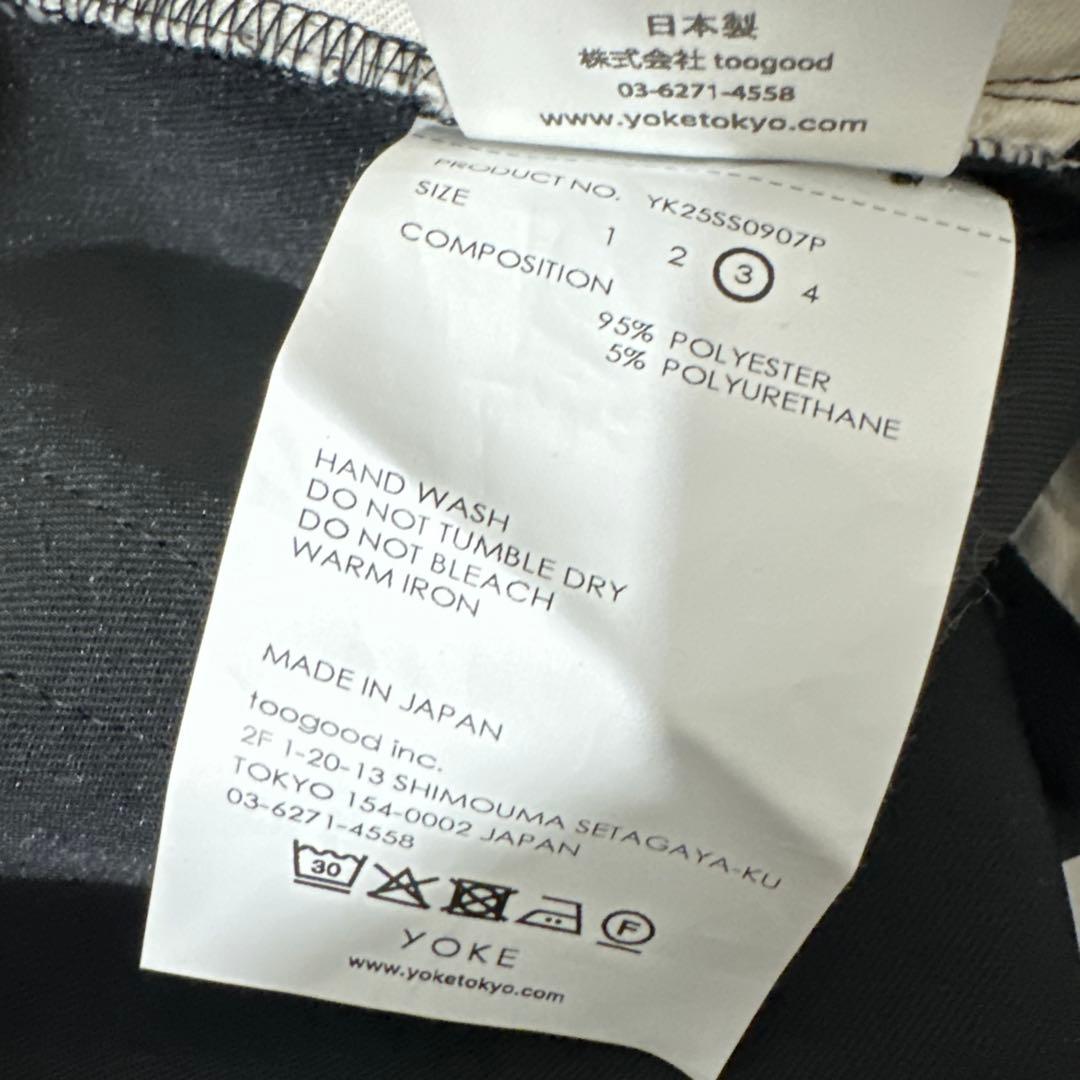 日本製
株式会社 toogood
03-6271-4558
www.yoketokyo.com
PRODUCT NO. YK25SS0907P
SIZE 1 2 3 4
COMPOSITION
95% POLYESTER
5% POLYURETHANE
HAND WASH
DO NOT TUMBLE DRY
DO NOT BLEACH
WARM IRON
MADE IN JAPAN
toogood inc.
2F 1-20-13 SHIMOUMA SETAGAYA-KU
TOKYO 154-0002 JAPAN
03-6271-4558
30 F
YOKE
www.yoketokyo.com